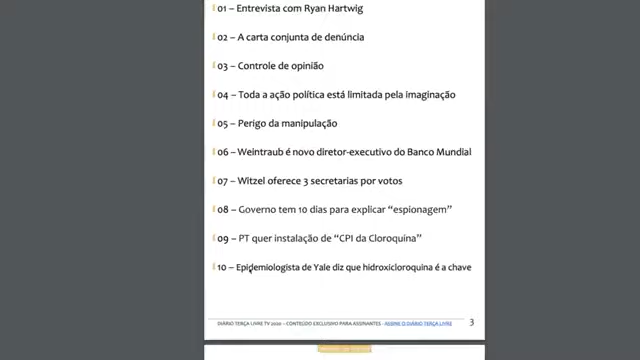 01 – Entrevista com Ryan Hartwig
02 – A carta conjunta de denúncia
03 – Controle de opinião
04 – Toda a ação política está limitada pela imaginação
05 – Perigo da manipulação
06 – Weintraub é novo diretor-executivo do Banco Mundial
07 – Witzel oferece 3 secretarias por votos
08 – Governo tem 10 dias para explicar “espionagem”
09 – PT quer instalação de “CPI da Cloroquina”
10 – Epidemiologista de Yale diz que hidroxicloroquina é a chave
DIÁRIO TERÇA LIVRE TV 2020 – CONTEÚDO EXCLUSIVO PARA ASSINANTES - ASSINE O DIÁRIO TERÇA LIVRE 3